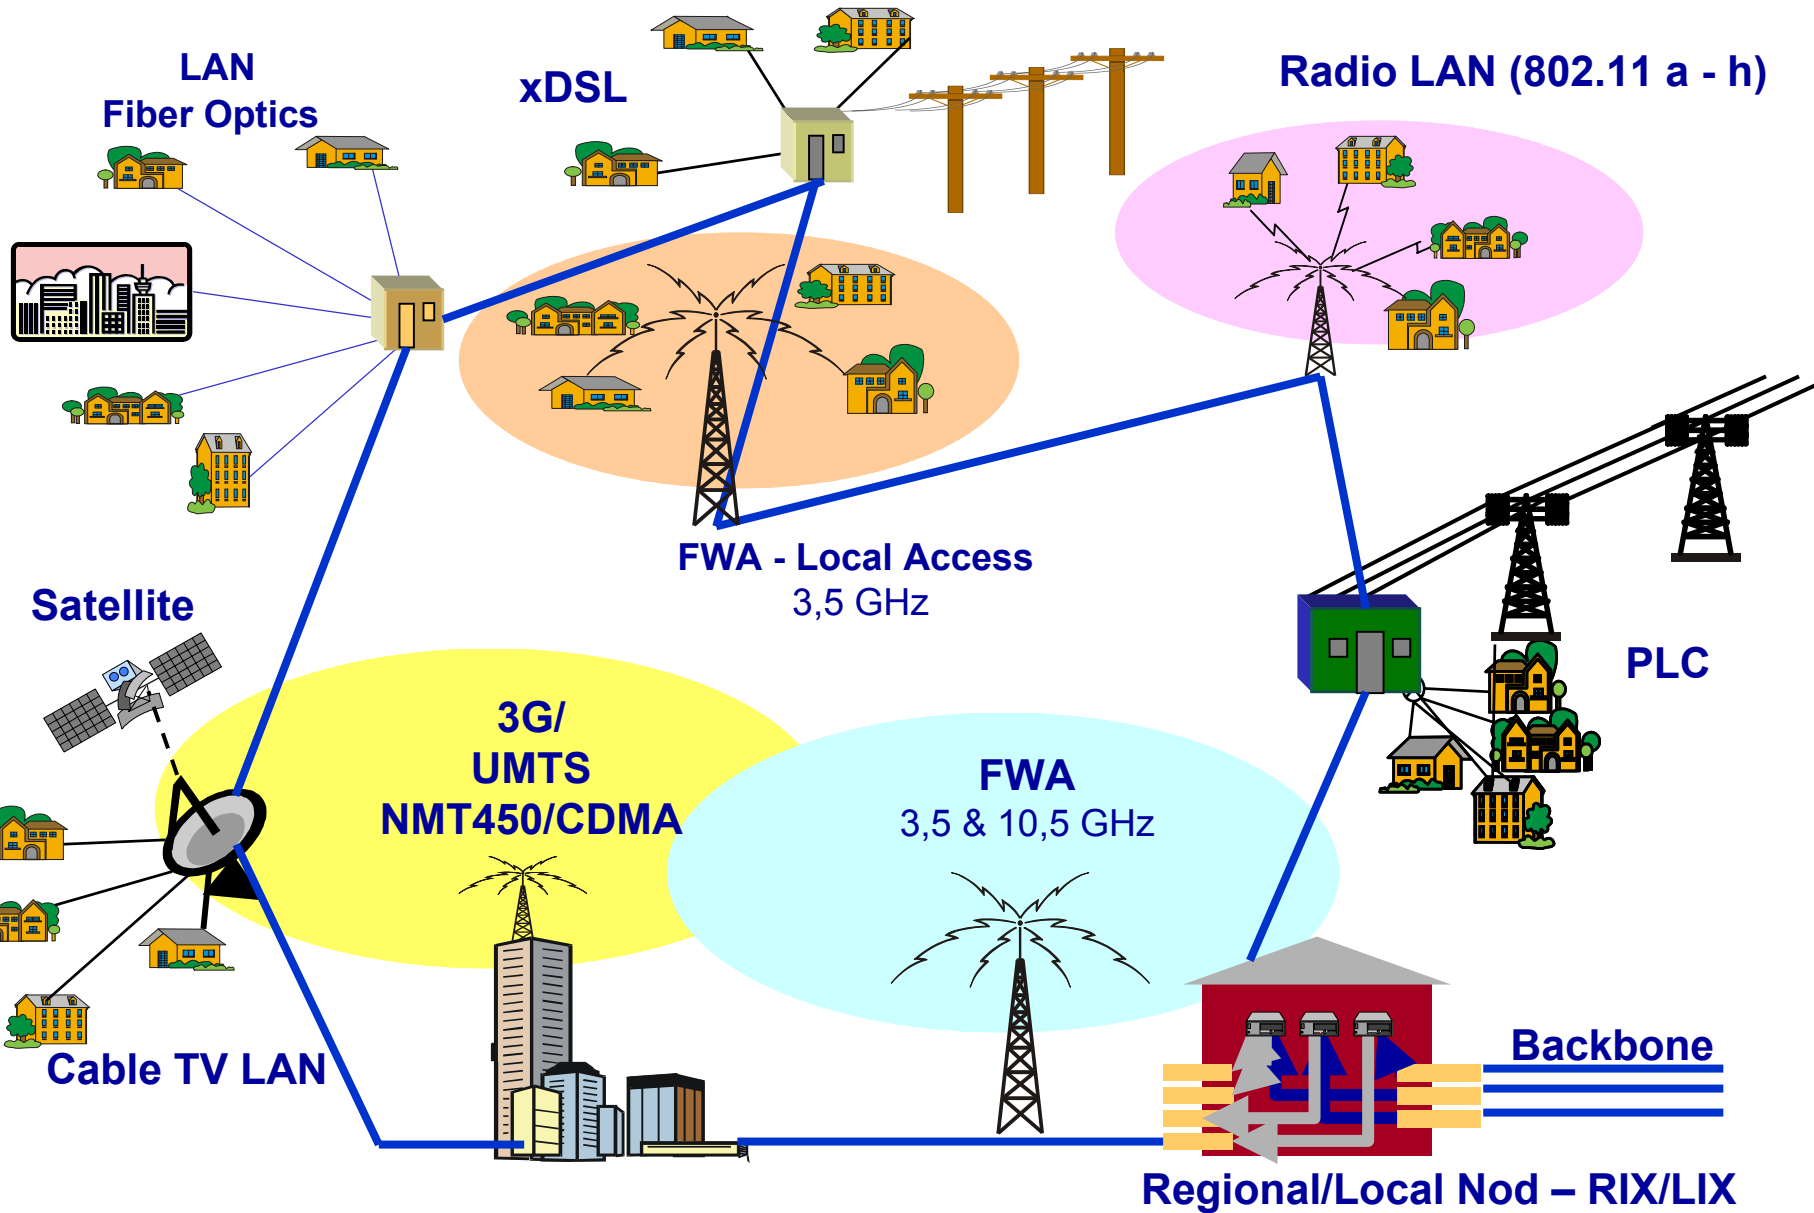 LAN
Fiber Optics
xDSL
Radio LAN (802.11 a - h)
FWA - Local Access
3,5 GHz
Satellite
PLC
3G/
UMTS
NMT450/CDMA
FWA
3,5 & 10,5 GHz
Cable TV LAN
Backbone
Regional/Local Nod – RIX/LIX